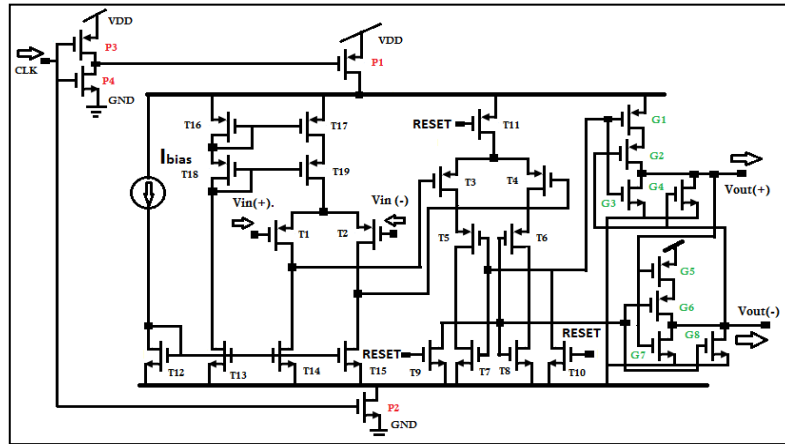 VDD
P3
CLK
P4
GND
VDD
P1
T16
T17
RESET
T11
G1
G2
Ibias
T18
T19
T3
T4
G3
G4
Vout(+)
Vin(+).
Vin (-)
T1
T2
T5
T6
G5
G6
Vout(-)
RESET
G7
G8
RESET
T12
T13
T14
T15
T9
T7
T8
T10
P2
GND